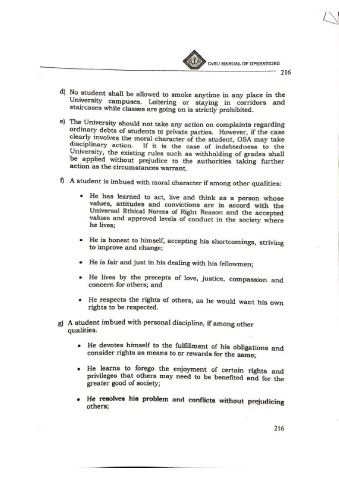 CvSU MANUAL OF OPERATIONS
216
d) No student shall be allowed to smoke anytime in any place in the
University campuses. Loitering or staying in corridors and
staircases while classes are going on is strictly prohibited.
e) The University should not take any action on complaints regarding
ordinary debts of students to private parties. However, if the case
clearly involves the moral character of the student, OSA may take
disciplinary action. If it is the case of indebtedness to the
University, the existing rules such as withholding of grades shall
be applied without prejudice to the authorities taking further
action as the circumstances warrant.
f) A student is imbued with moral character if among other qualities:
• He has learned to act, live and think as a person whose
values, attitudes and convictions are in accord with the
Universal Ethical Norms of Right Reason and the accepted
values and approved levels of conduct in the society where
he lives;
• He is honest to himself, accepting his shortcomings, striving
to improve and change;
• He is fair and just in his dealing with his fellowmen;
• He lives by the precepts of love, justice, compassion and
concern for others; and
• He respects the rights of others, as he would want his own
rights to be respected.
g) A student imbued with personal discipline, if among other
qualities.
• He devotes himself to the fulfillment of his obligations and
consider rights as means to or rewards for the same;
• He learns to forego the enjoyment of certain rights and
privileges that others may need to be benefited and for the
greater good of society;
• He resolves his problem and conflicts without prejudicing
others;
216